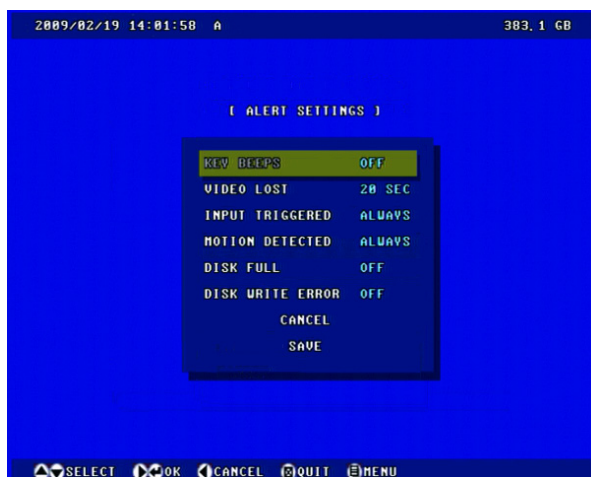 2009/02/19 14:01:58 A 383.1 GB
[ ALERT SETTINGS ]
KEY BEEPS OFF
VIDEO LOST 20 SEC
INPUT TRIGGERED ALWAYS
MOTION DETECTED ALWAYS
DISK FULL OFF
DISK WRITE ERROR OFF
CANCEL
SAVE
SELECT OK CANCEL QUIT MENU